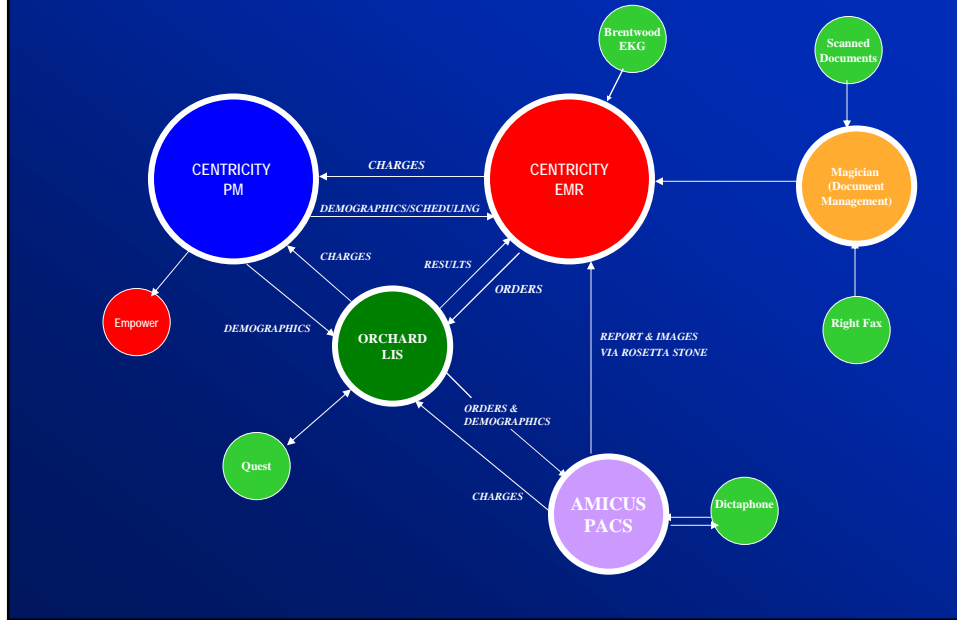 Brentwood
EKG
Scanned
Documents
CENTRICITY
PM
CHARGES
CENTRICITY
EMR
Magician
(Document
Management)
DEMOGRAPHICS/SCHEDULING
CHARGES
RESULTS
ORDERS
Empower
DEMOGRAPHICS
ORCHARD
LIS
REPORT & IMAGES
VIA ROSETTA STONE
Right Fax
ORDERS &
DEMOGRAPHICS
Quest
CHARGES
AMICUS
PACS
Dictaphone